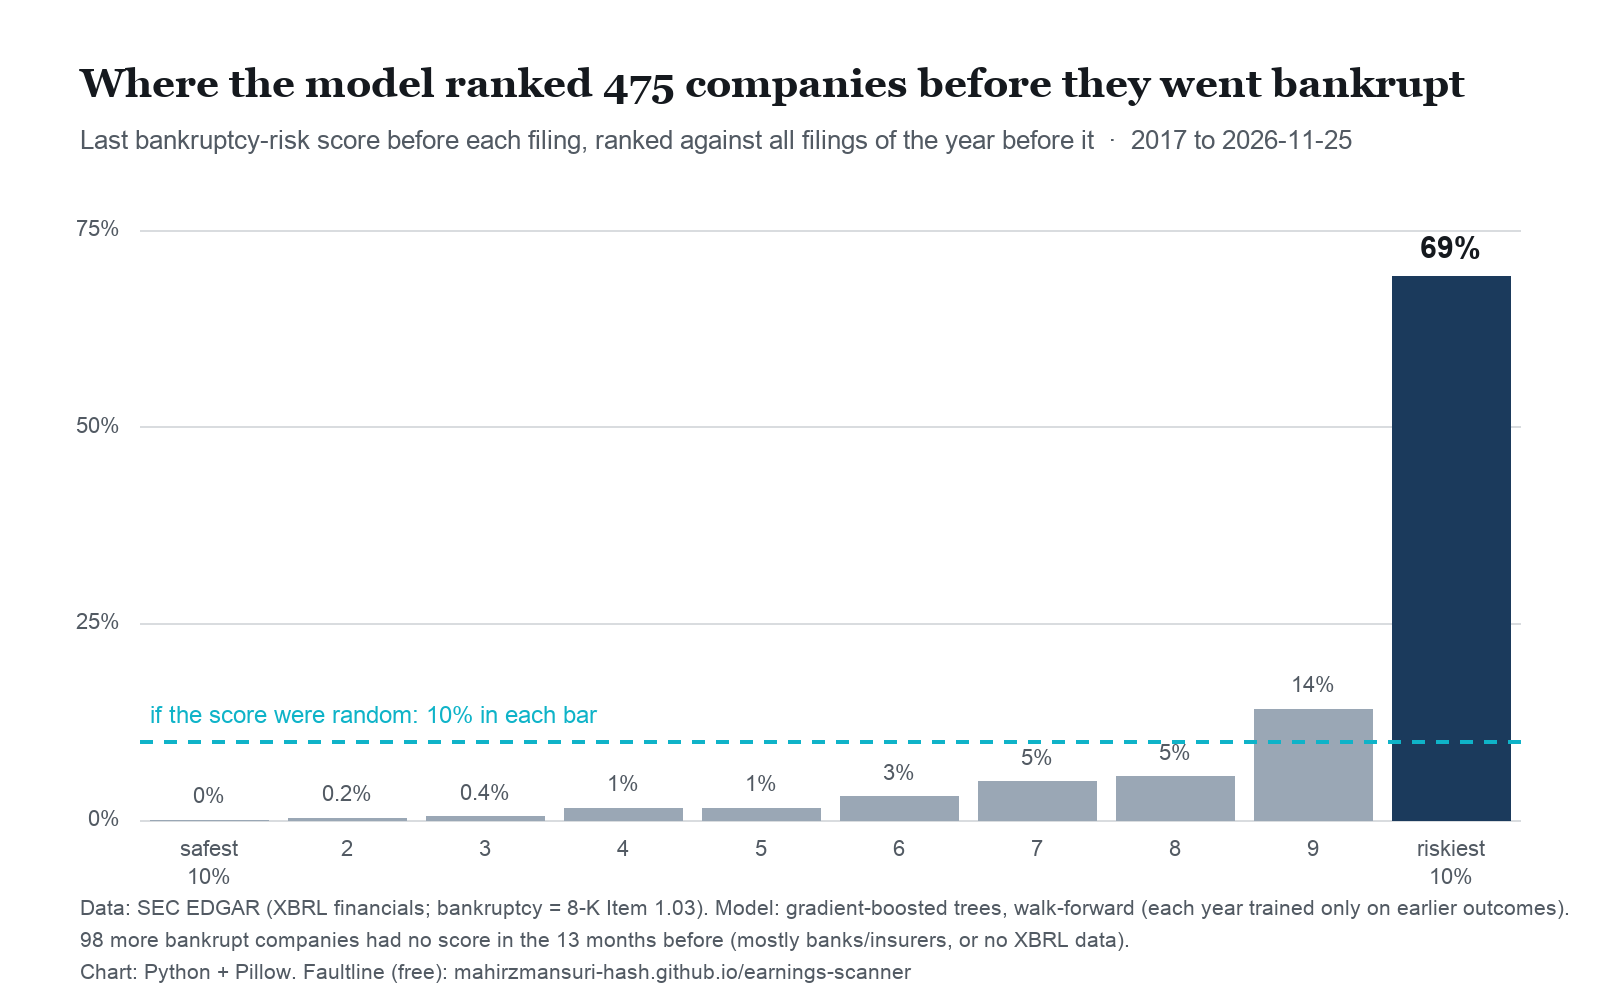 Where the model ranked 475 companies before they went bankrupt
Last bankruptcy-risk score before each filing, ranked against all filings of the year before it · 2017 to 2026-11-25
75%
69%
50%
25%
14%
if the score were random: 10% in each bar
0%
0.2%
0.4%
1%
1%
3%
5%
5%
0%
safest 10%
2
3
4
5
6
7
8
9
riskiest 10%
Data: SEC EDGAR (XBRL financials; bankruptcy = 8-K Item 1.03). Model: gradient-boosted trees, walk-forward (each year trained only on earlier outcomes).
98 more bankrupt companies had no score in the 13 months before (mostly banks/insurers, or no XBRL data).
Chart: Python + Pillow. Faultline (free): mahirzmansuri-hash.github.io/earnings-scanner